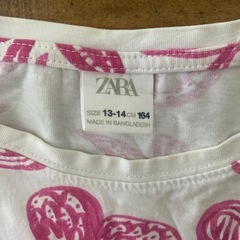 ZARA
SIZE 13-14 CM 164
MADE IN BANGLADESH